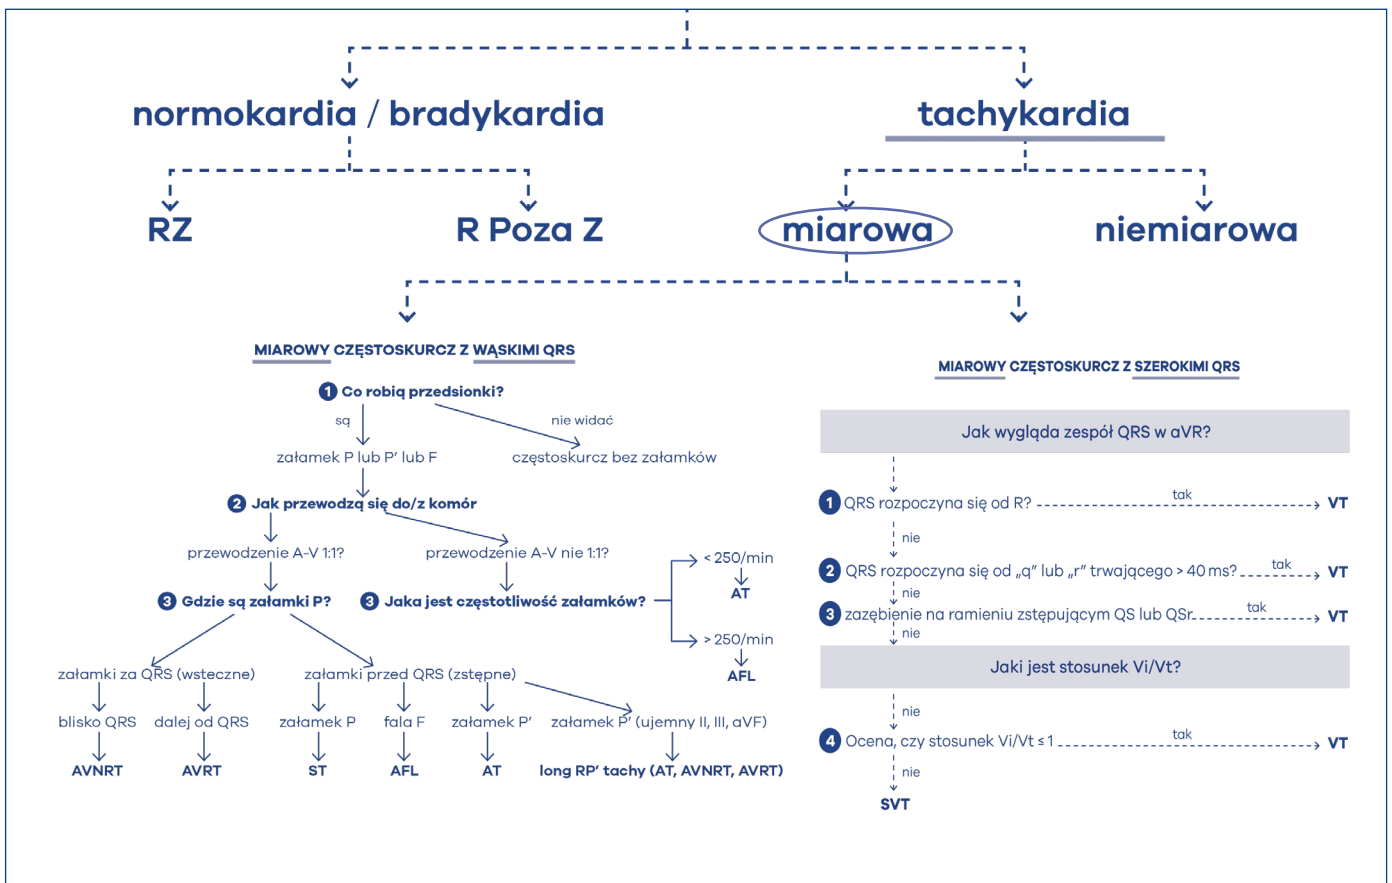 normokardia / bradykardia
tachykardia
RZ
R Poza Z
miarowa
niemiarowa
MIAROWY CZĘSTOSKURCZ Z WĄSKIMI QRS
1 Co robią przedsionki?
są
nie widać
załamek P lub P' lub F
częstoskurcz bez załamków
2 Jak przewodzą się do/z komór
przewodzenie A-V 1:1?
przewodzenie A-V nie 1:1?
3 Gdzie są załamki P?
3 Jaka jest częstotliwość załamków?
< 250/min
AT
> 250/min
AFL
załamki za QRS (wsteczne)
załamki przed QRS (zstępne)
blisko QRS
dalej od QRS
załamek P
fala F
załamek P'
załamek P' (ujemny II, III, aVF)
AVNRT
AVRT
ST
AFL
AT
long RP' tachy (AT, AVNRT, AVRT)
MIAROWY CZĘSTOSKURCZ Z SZEROKIMI QRS
Jak wygląda zespół QRS w aVR?
1 QRS rozpoczyna się od R?
tak
VT
nie
2 QRS rozpoczyna się od „q” lub „r” trwającego > 40 ms?
tak
VT
nie
3 zazębienie na ramieniu zstępującym QS lub QSr
tak
VT
nie
Jaki jest stosunek Vi/Vt?
nie
4 Ocena, czy stosunek Vi/Vt ≤ 1
tak
VT
nie
SVT